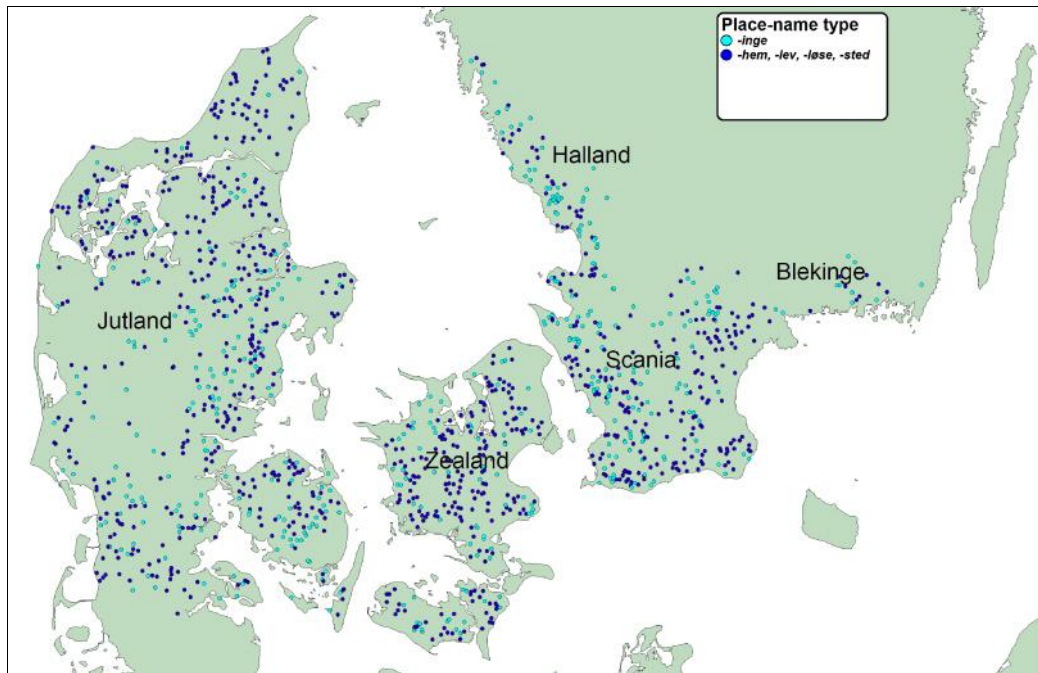 Place-name type
-inge
-hem, -lev, -løse, -sted
Halland
Blekinge
Jutland
Scania
Zealand